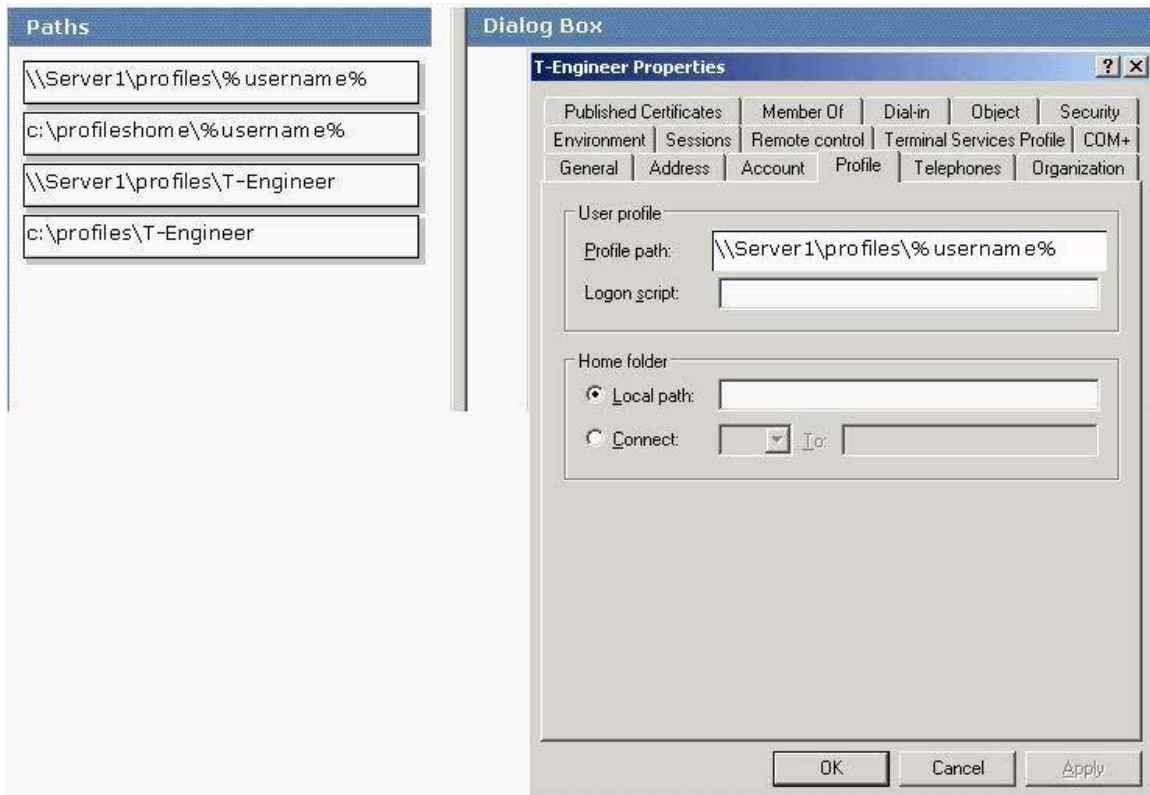 Paths
\\Server1\profiles\%username%
c:\profileshome\%username%
\\Server1\profiles\T-Engineer
c:\profiles\T-Engineer
Dialog Box
T-Engineer Properties
Published Certificates Member Of Dial-in Object Security
Environment Sessions Remote control Terminal Services Profile COM+
General Address Account Profile Telephones Organization
User profile
Profile path: \\Server1\profiles\%username%
Logon script:
Home folder
Local path:
Connect: To:
OK Cancel Apply